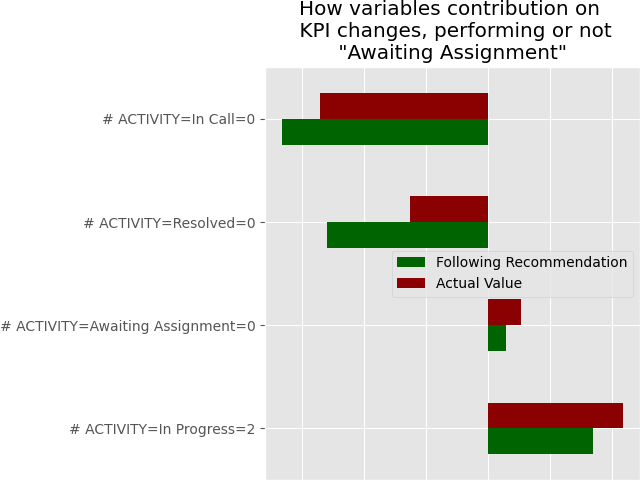 How variables contribution on
KPI changes, performing or not
"Awaiting Assignment"
# ACTIVITY=In Call=0
# ACTIVITY=Resolved=0
Following Recommendation
Actual Value
# ACTIVITY=Awaiting Assignment=0
# ACTIVITY=In Progress=2